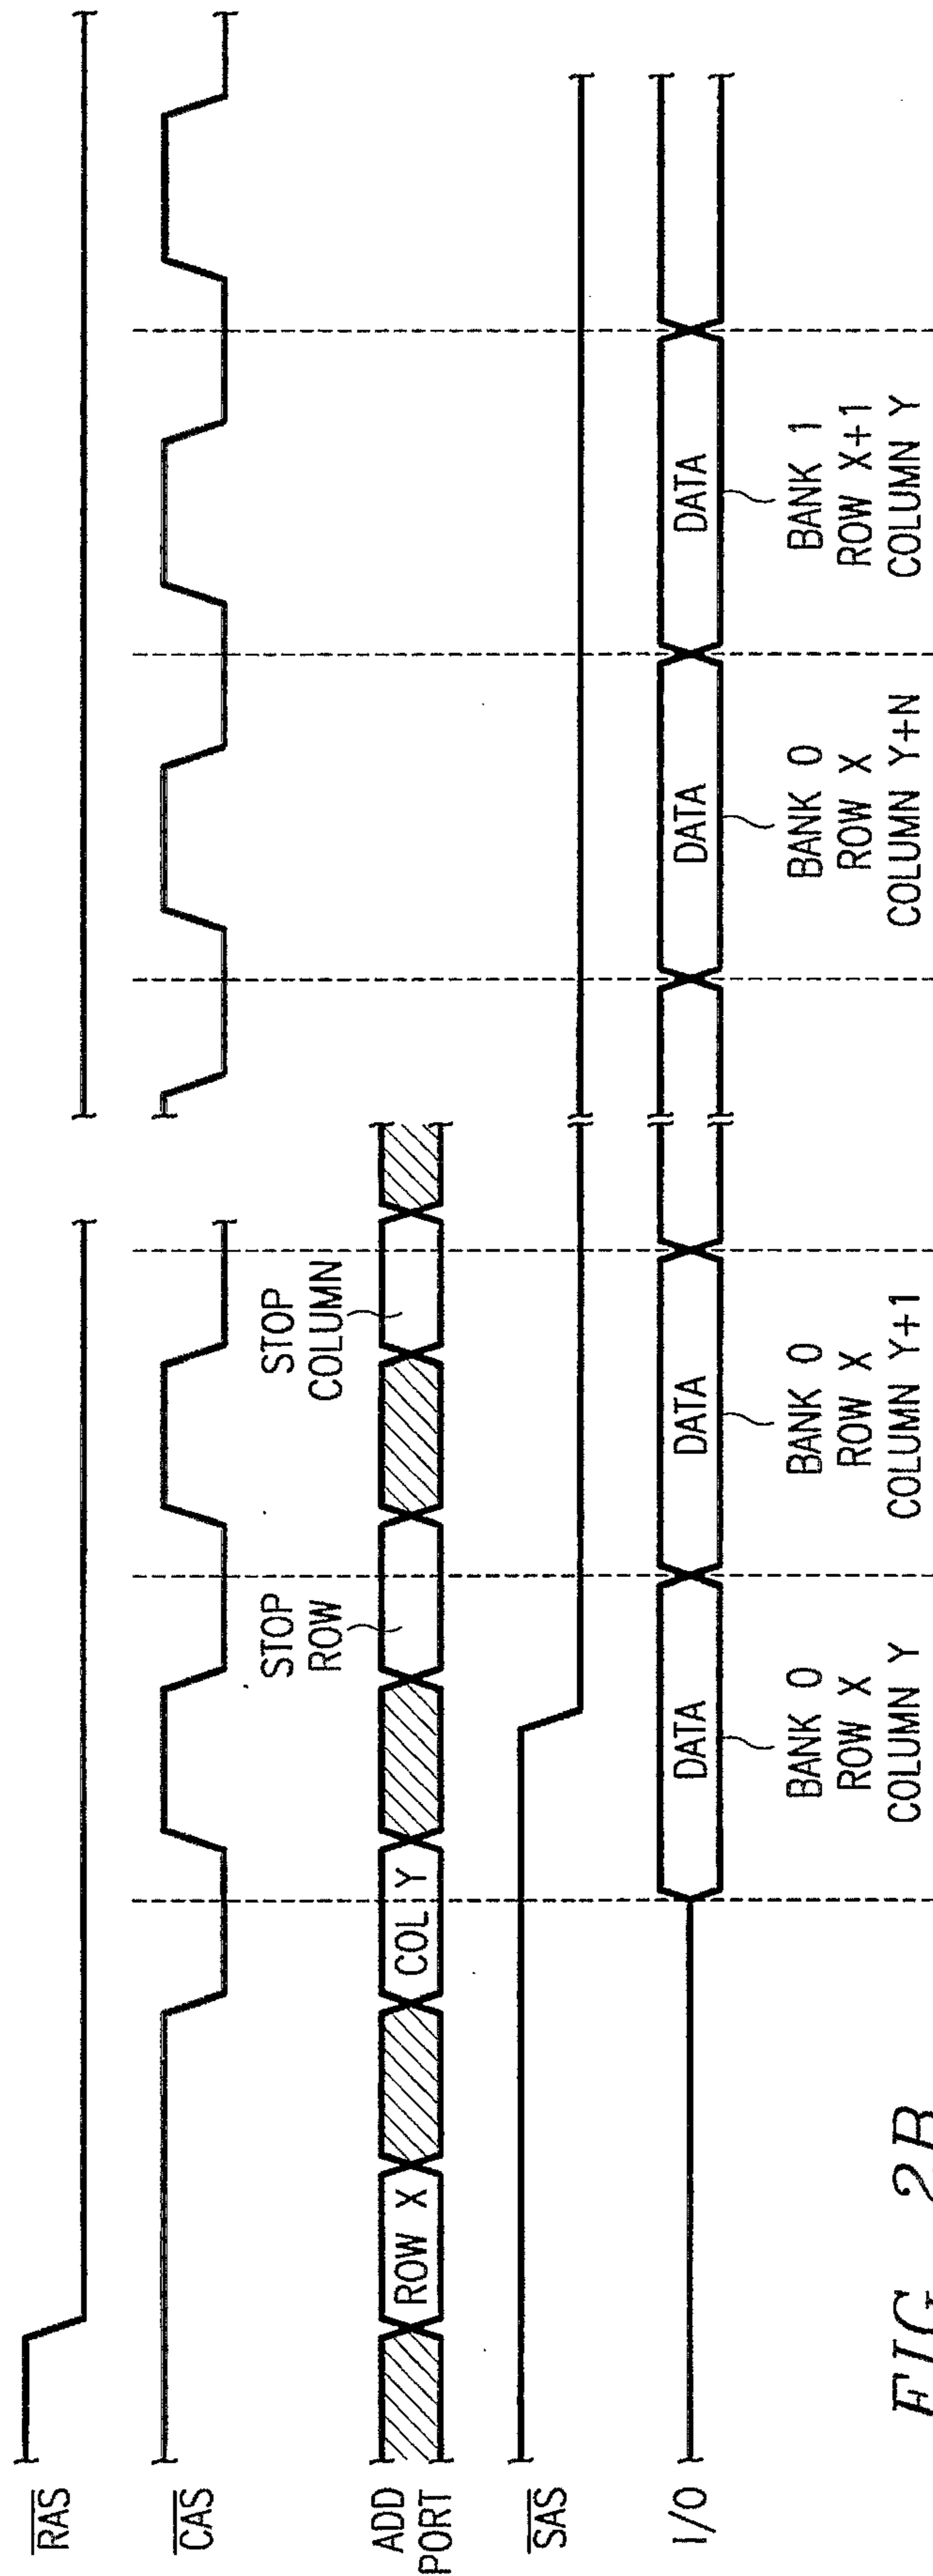 RAS
CAS
STOP
ROW
STOP
COLUMN
ADD
PORT
ROW X
COL Y
SAS
I/O
DATA
DATA
DATA
DATA
BANK 0
ROW X
COLUMN Y
BANK 0
ROW X
COLUMN Y+1
BANK 0
ROW X
COLUMN Y+N
BANK 1
ROW X+1
COLUMN Y
FIG. 2B